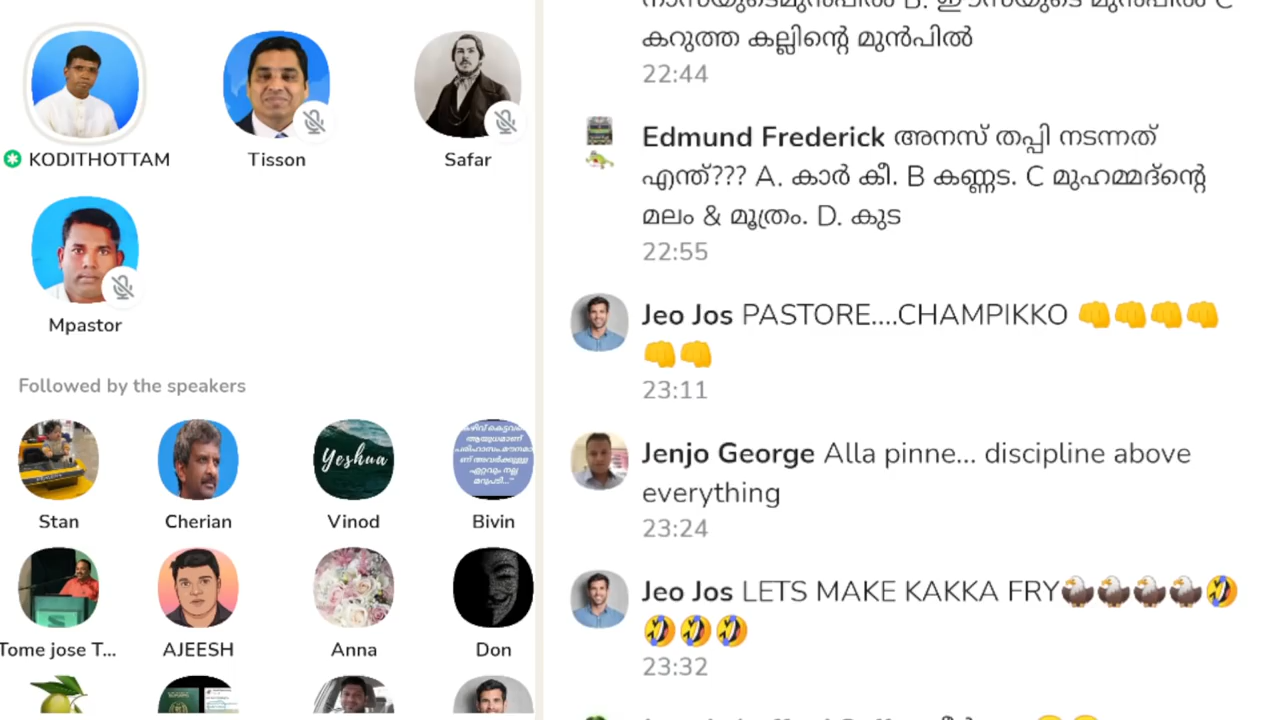 KODITHOTTAM
Tisson
Safar
Mpastor
Followed by the speakers
Yeshua
Stan
Cherian
Vinod
Bivin
Tome jose T...
AJEESH
Anna
Don
കറുത്ത കല്ലിന്റെ മുൻപിൽ
22:44
Edmund Frederick അനസ് തപ്പി നടന്നത്
എന്ത്??? A. കാർ കീ. B കണ്ണട. C മുഹമ്മദ്ന്റെ
മലം & മൂത്രം. D. കുട
22:55
Jeo Jos PASTORE....CHAMPIKKO 👊👊👊👊
👊👊
23:11
Jenjo George Alla pinne... discipline above
everything
23:24
Jeo Jos LETS MAKE KAKKA FRY🦅🦅🦅🦅🤣
🤣🤣🤣
23:32